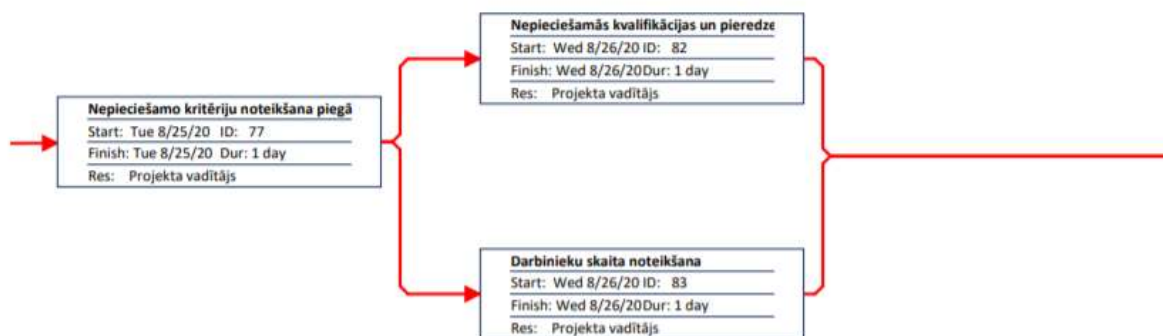 Nepieciešamās kvalifikācijas un pieredze
Start: Wed 8/26/20 ID: 82
Finish: Wed 8/26/20 Dur: 1 day
Res: Projekta vadītājs
Nepieciešamo kritēriju noteikšana piegā
Start: Tue 8/25/20 ID: 77
Finish: Tue 8/25/20 Dur: 1 day
Res: Projekta vadītājs
Darbinieku skaita noteikšana
Start: Wed 8/26/20 ID: 83
Finish: Wed 8/26/20 Dur: 1 day
Res: Projekta vadītājs